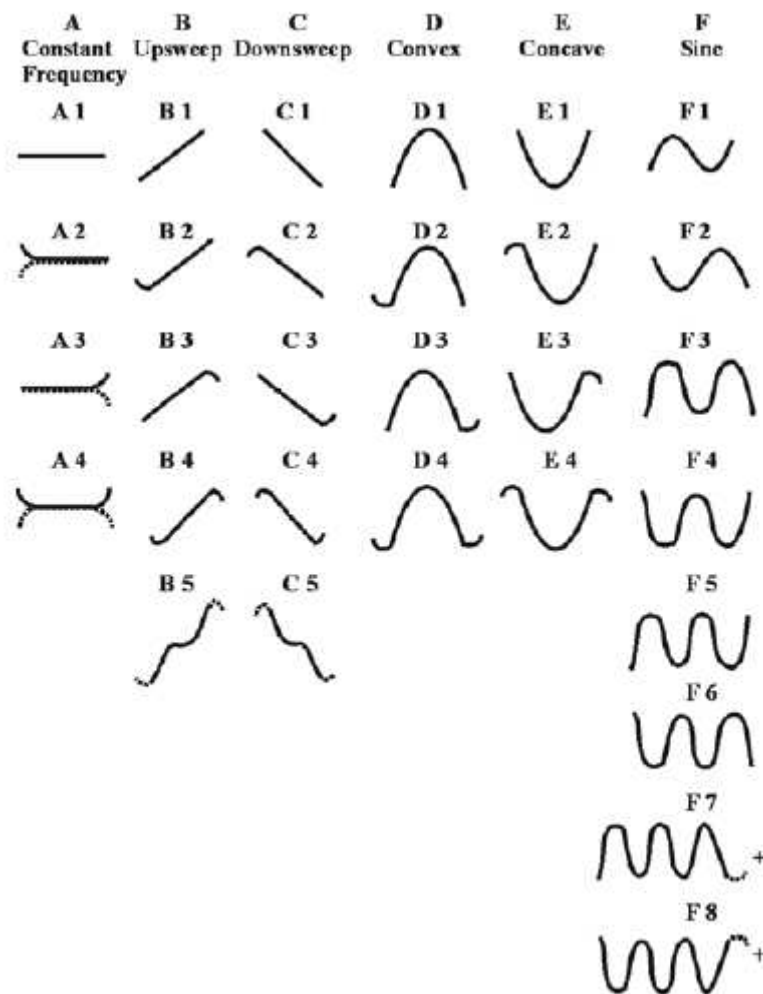 A B C D E F
Constant Upsweep Downsweep Convex Concave Sine
Frequency
A 1 B 1 C 1 D 1 E 1 F 1
A 2 B 2 C 2 D 2 E 2 F 2
A 3 B 3 C 3 D 3 E 3 F 3
A 4 B 4 C 4 D 4 E 4 F 4
B 5 C 5 F 5
F 6
F 7
+
F 8
+